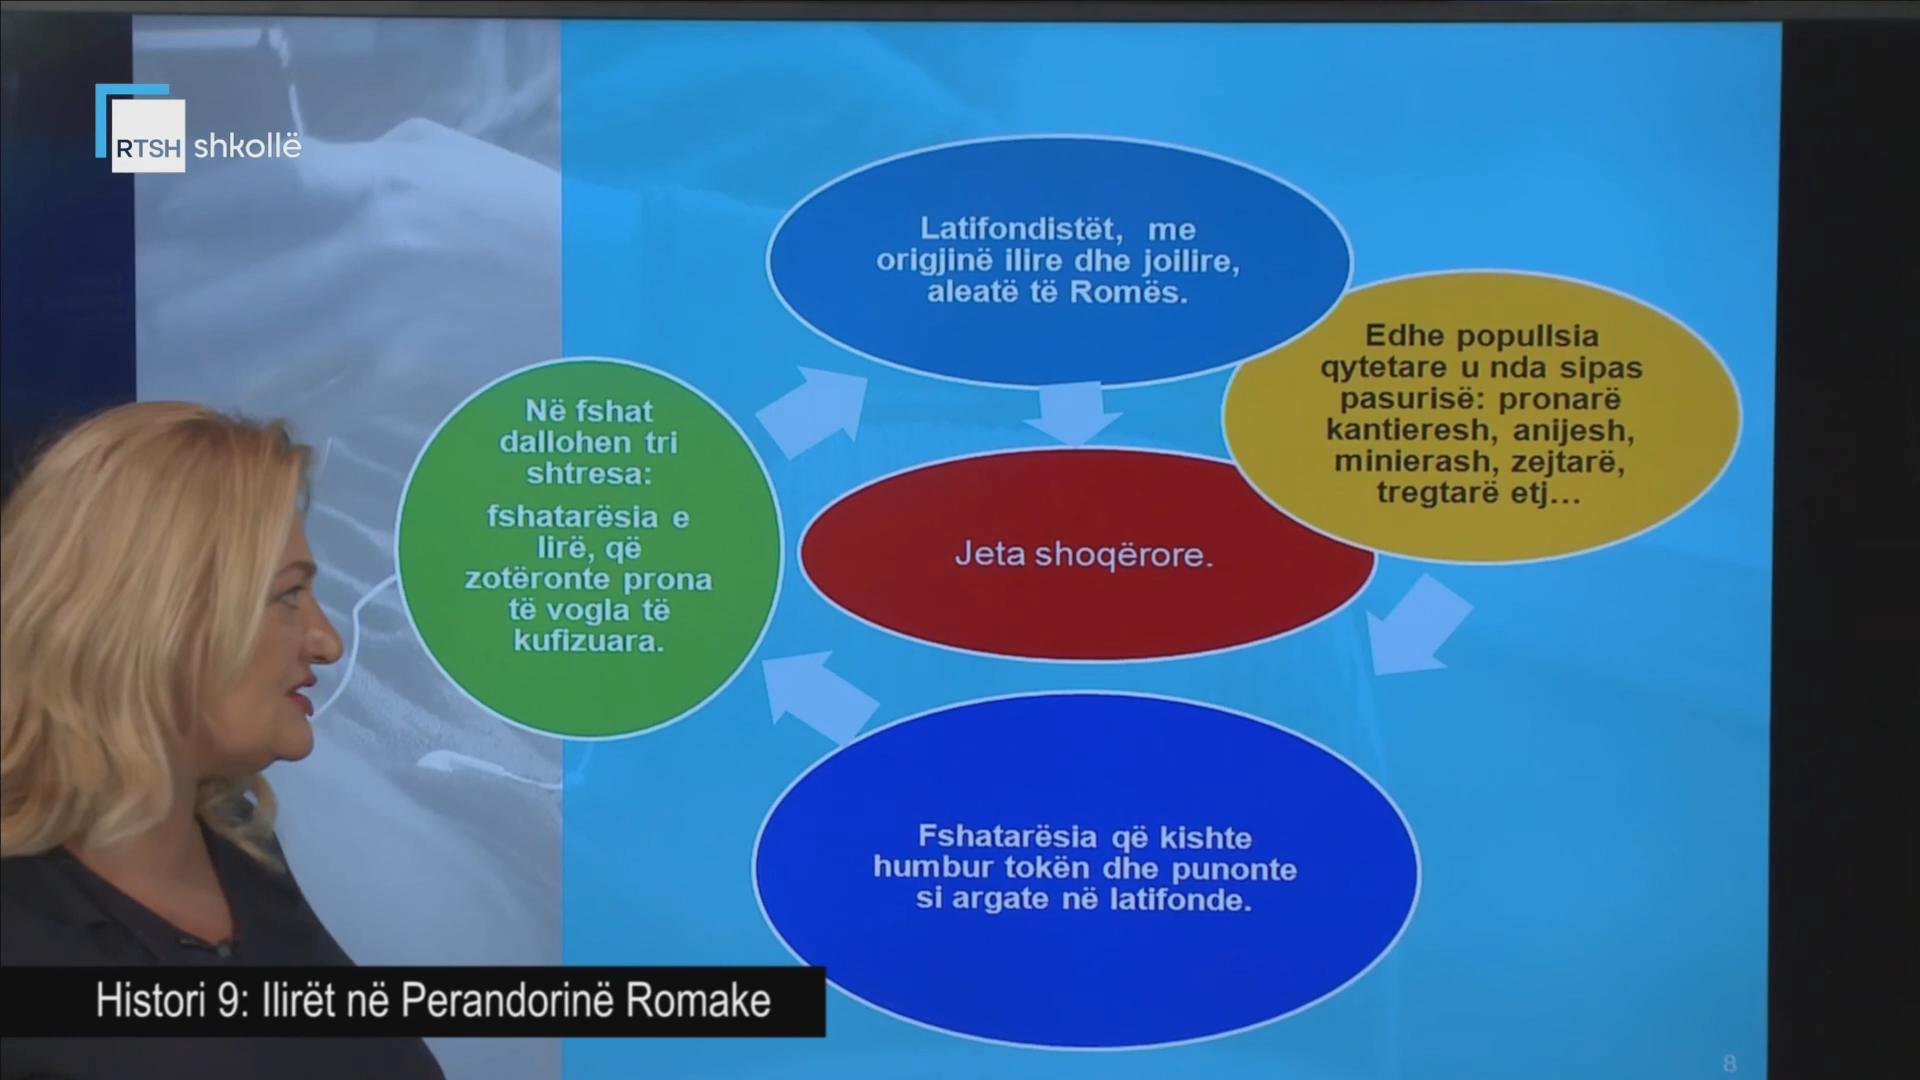 RTSH shkollë
Latifondistët, me
origjinë ilire dhe joilire,
aleatë të Romës.
Edhe popullsia
qytetare u nda sipas
pasurisë: pronarë
kantieresh, anijesh,
minierash, zejtarë,
tregtarë etj...
Në fshat
dallohen tri
shtresa:
fshatarësia e
lirë, që
zotëronte prona
të vogla të
kufizuara.
Jeta shoqërore.
Fshatarësia që kishte
humbur tokën dhe punonte
si argate në latifonde.
Histori 9: Ilirët në Perandorinë Romake
8